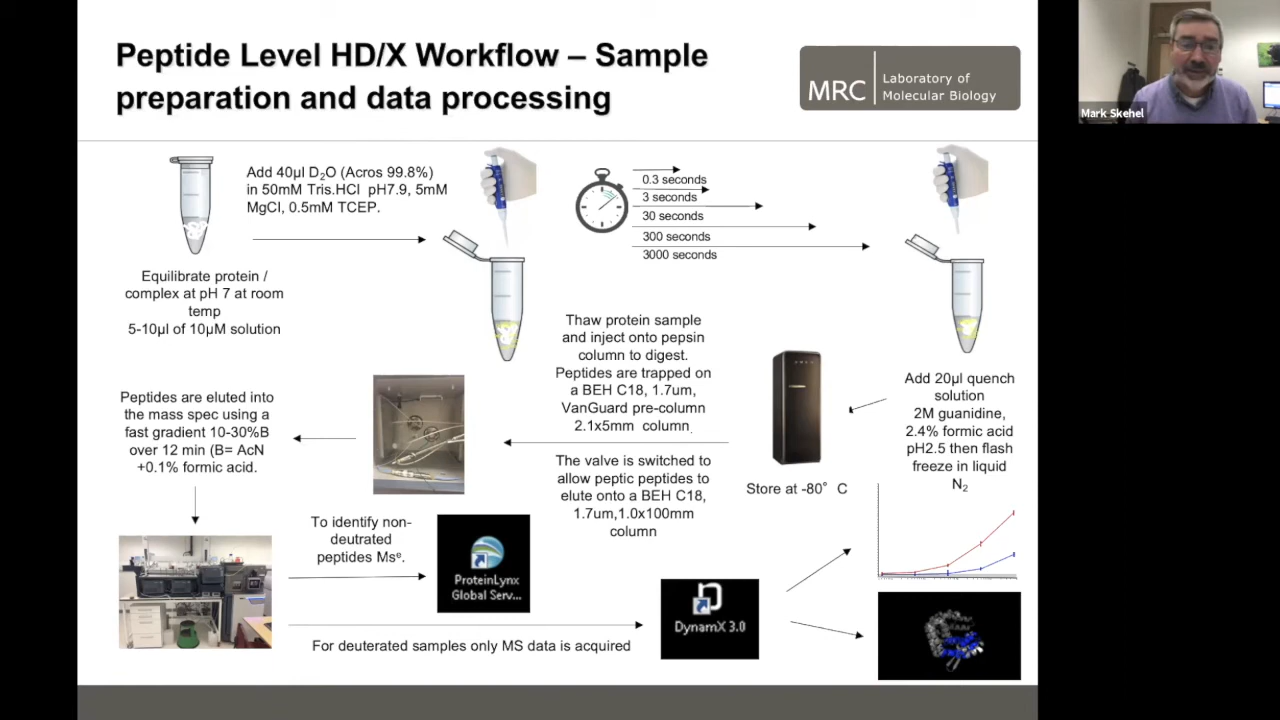 Peptide Level HD/X Workflow – Sample
preparation and data processing
MRC
Laboratory of
Molecular Biology
Mark Skehel
Add 40µl D₂O (Acros 99.8%)
in 50mM Tris.HCl pH7.9, 5mM
MgCl, 0.5mM TCEP.
0.3 seconds
3 seconds
30 seconds
300 seconds
3000 seconds
Equilibrate protein /
complex at pH 7 at room
temp
5-10µl of 10µM solution
Thaw protein sample
and inject onto pepsin
column to digest.
Peptides are trapped on
a BEH C18, 1.7um,
VanGuard pre-column
2.1x5mm column.
The valve is switched to
allow peptic peptides to
elute onto a BEH C18,
1.7um,1.0x100mm
column
Add 20µl quench
solution
2M guanidine,
2.4% formic acid
pH2.5 then flash
freeze in liquid
N₂
Store at -80° C
Peptides are eluted into
the mass spec using a
fast gradient 10-30%B
over 12 min (B= AcN
+0.1% formic acid.
To identify non-
deutrated
peptides Msᵉ.
ProteinLynx
Global Serv...
DynamX 3.0
For deuterated samples only MS data is acquired